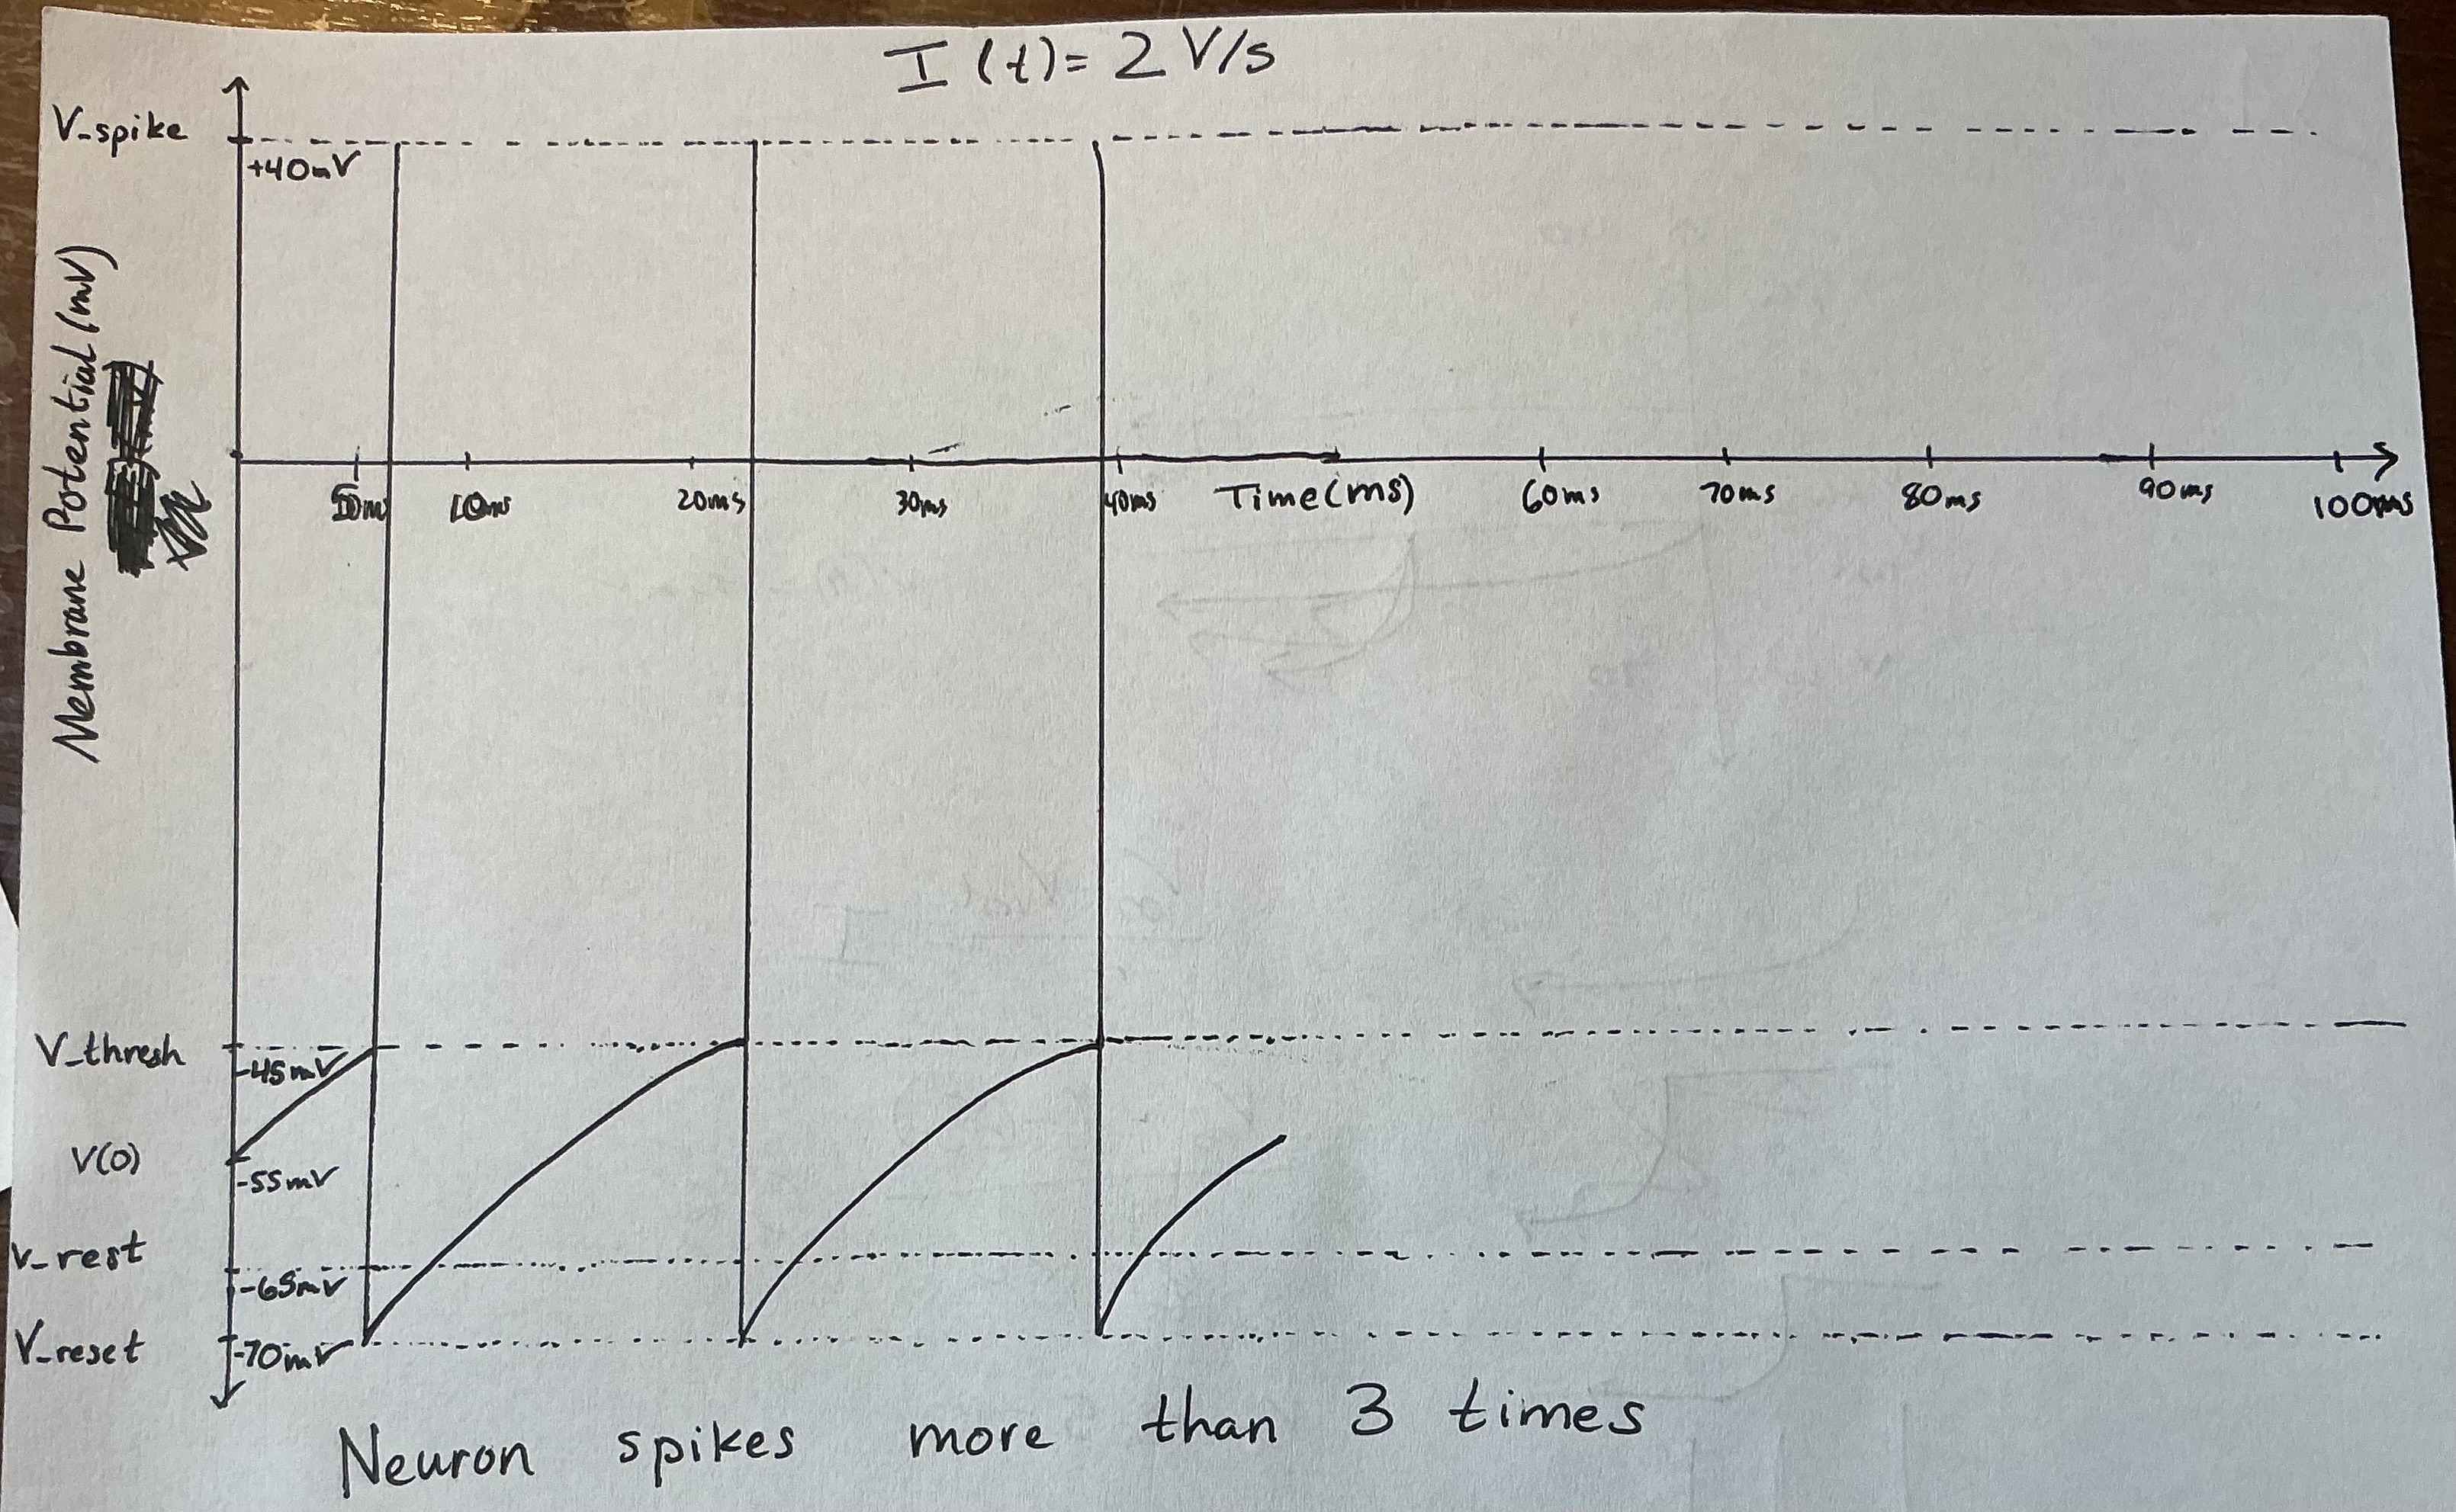 I (t) = 2 V/s
V_spike
+40mV
Membrane Potential (mV)
5ms 10ms 20ms 30ms 40ms Time (ms) 60ms 70ms 80ms 90ms 100ms
V_thresh
-45mV
V(0)
-55mV
V_rest
-65mV
V_reset
-70mV
Neuron spikes more than 3 times